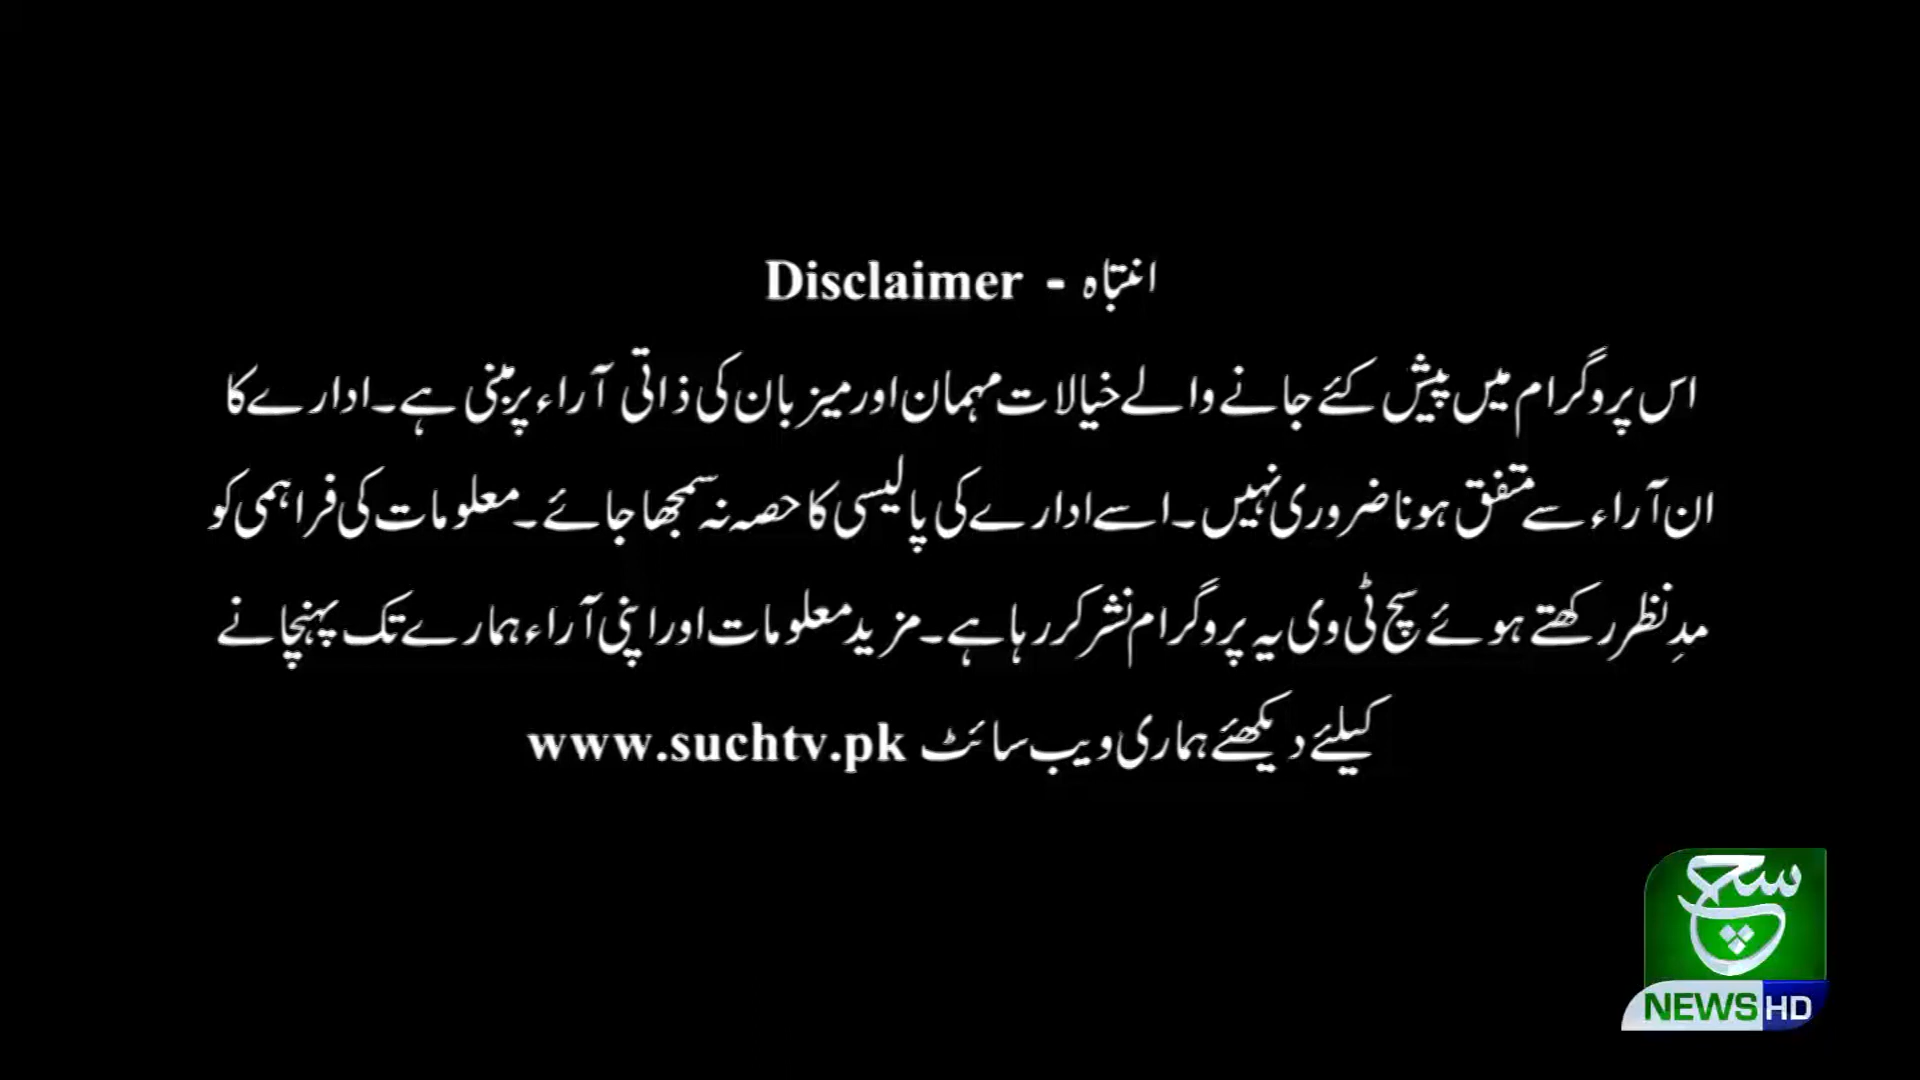 انتباہ - Disclaimer
اس پروگرام میں پیش کئے جانے والے خیالات مہمان اور میزبان کی ذاتی آراء پر مبنی ہے۔ ادارے کا
ان آراء سے متفق ہونا ضروری نہیں۔ اسے ادارے کی پالیسی کا حصہ نہ سمجھا جائے۔ معلومات کی فراہمی کو
مدِ نظر رکھتے ہوئے سچ ٹی وی یہ پروگرام نشر کر رہا ہے۔ مزید معلومات اور اپنی آراء ہمارے تک پہنچانے
کیلئے دیکھئے ہماری ویب سائٹ www.suchtv.pk
سچ
NEWS HD